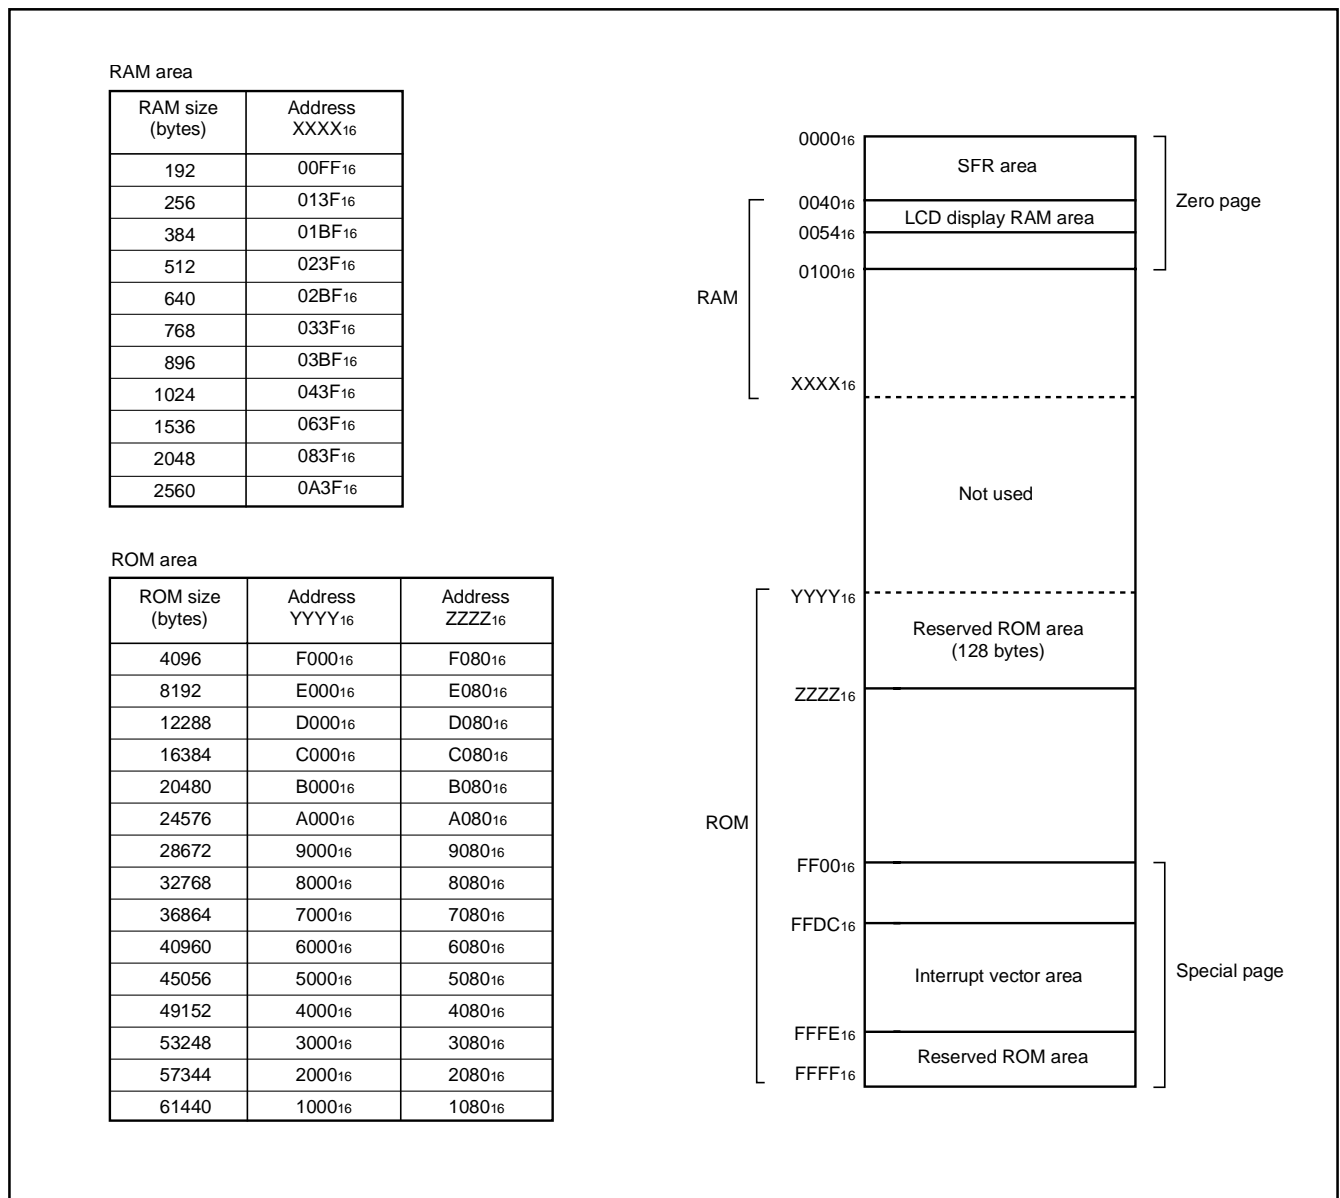 RAM area
RAM size (bytes) Address XXXX16
192 00FF16
256 013F16
384 01BF16
512 023F16
640 02BF16
768 033F16
896 03BF16
1024 043F16
1536 063F16
2048 083F16
2560 0A3F16
ROM area
ROM size (bytes) Address YYYY16 Address ZZZZ16
4096 F00016 F08016
8192 E00016 E08016
12288 D00016 D08016
16384 C00016 C08016
20480 B00016 B08016
24576 A00016 A08016
28672 900016 908016
32768 800016 808016
36864 700016 708016
40960 600016 608016
45056 500016 508016
49152 400016 408016
53248 300016 308016
57344 200016 208016
61440 100016 108016
000016
SFR area
Zero page
004016
LCD display RAM area
005416
010016
RAM
XXXX16
Not used
YYYY16
Reserved ROM area
(128 bytes)
ZZZZ16
ROM
FF0016
FFDC16
Interrupt vector area
Special page
FFFE16
Reserved ROM area
FFFF16